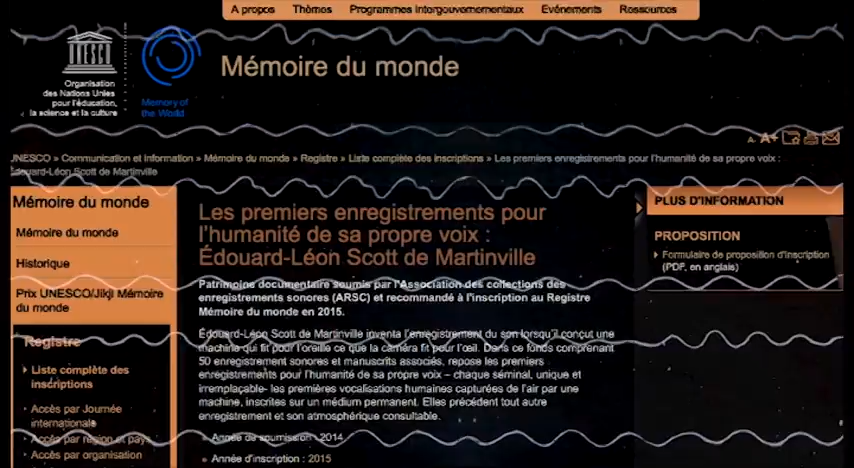 A propos Thèmes Programmes intergouvernementaux Evénements Ressources
UNESCO
Organisation
des Nations Unies
pour l'éducation,
la science et la culture
Memory of
the World
Mémoire du monde
A A+
UNESCO » Communication et Information » Mémoire du monde » Registre » Liste complète des inscriptions » Les premiers enregistrements pour l'humanité de sa propre voix :
Edouard-Léon Scott de Martinville
Mémoire du monde
Mémoire du monde
Historique
Prix UNESCO/Jikji Mémoire
du monde
Registre
Liste complète des
inscriptions
Accès par Journée
internationale
Accès par région et pays
Accès par organisation
Les premiers enregistrements pour
l'humanité de sa propre voix :
Édouard-Léon Scott de Martinville
Patrimoine documentaire soumis par l'Association des collections des
enregistrements sonores (ARSC) et recommandé à l'inscription au Registre
Mémoire du monde en 2015.
Édouard-Léon Scott de Martinville inventa l'enregistrement du son lorsqu'il conçut une
machine qui fit pour l'oreille ce que la caméra fit pour l'œil. Dans ce fonds comprenant
50 enregistrement sonores et manuscrits associés, repose les premiers
enregistrements pour l'humanité de sa propre voix – chaque séminal, unique et
irremplaçable- les premières vocalisations humaines capturées de l'air par une
machine, inscrites sur un médium permanent. Elles précédent tout autre
enregistrement et son atmosphérique consultable.
Année de soumission : 2014
Année d'inscription : 2015
PLUS D'INFORMATION
PROPOSITION
Formulaire de proposition d'inscription
(PDF, en anglais)